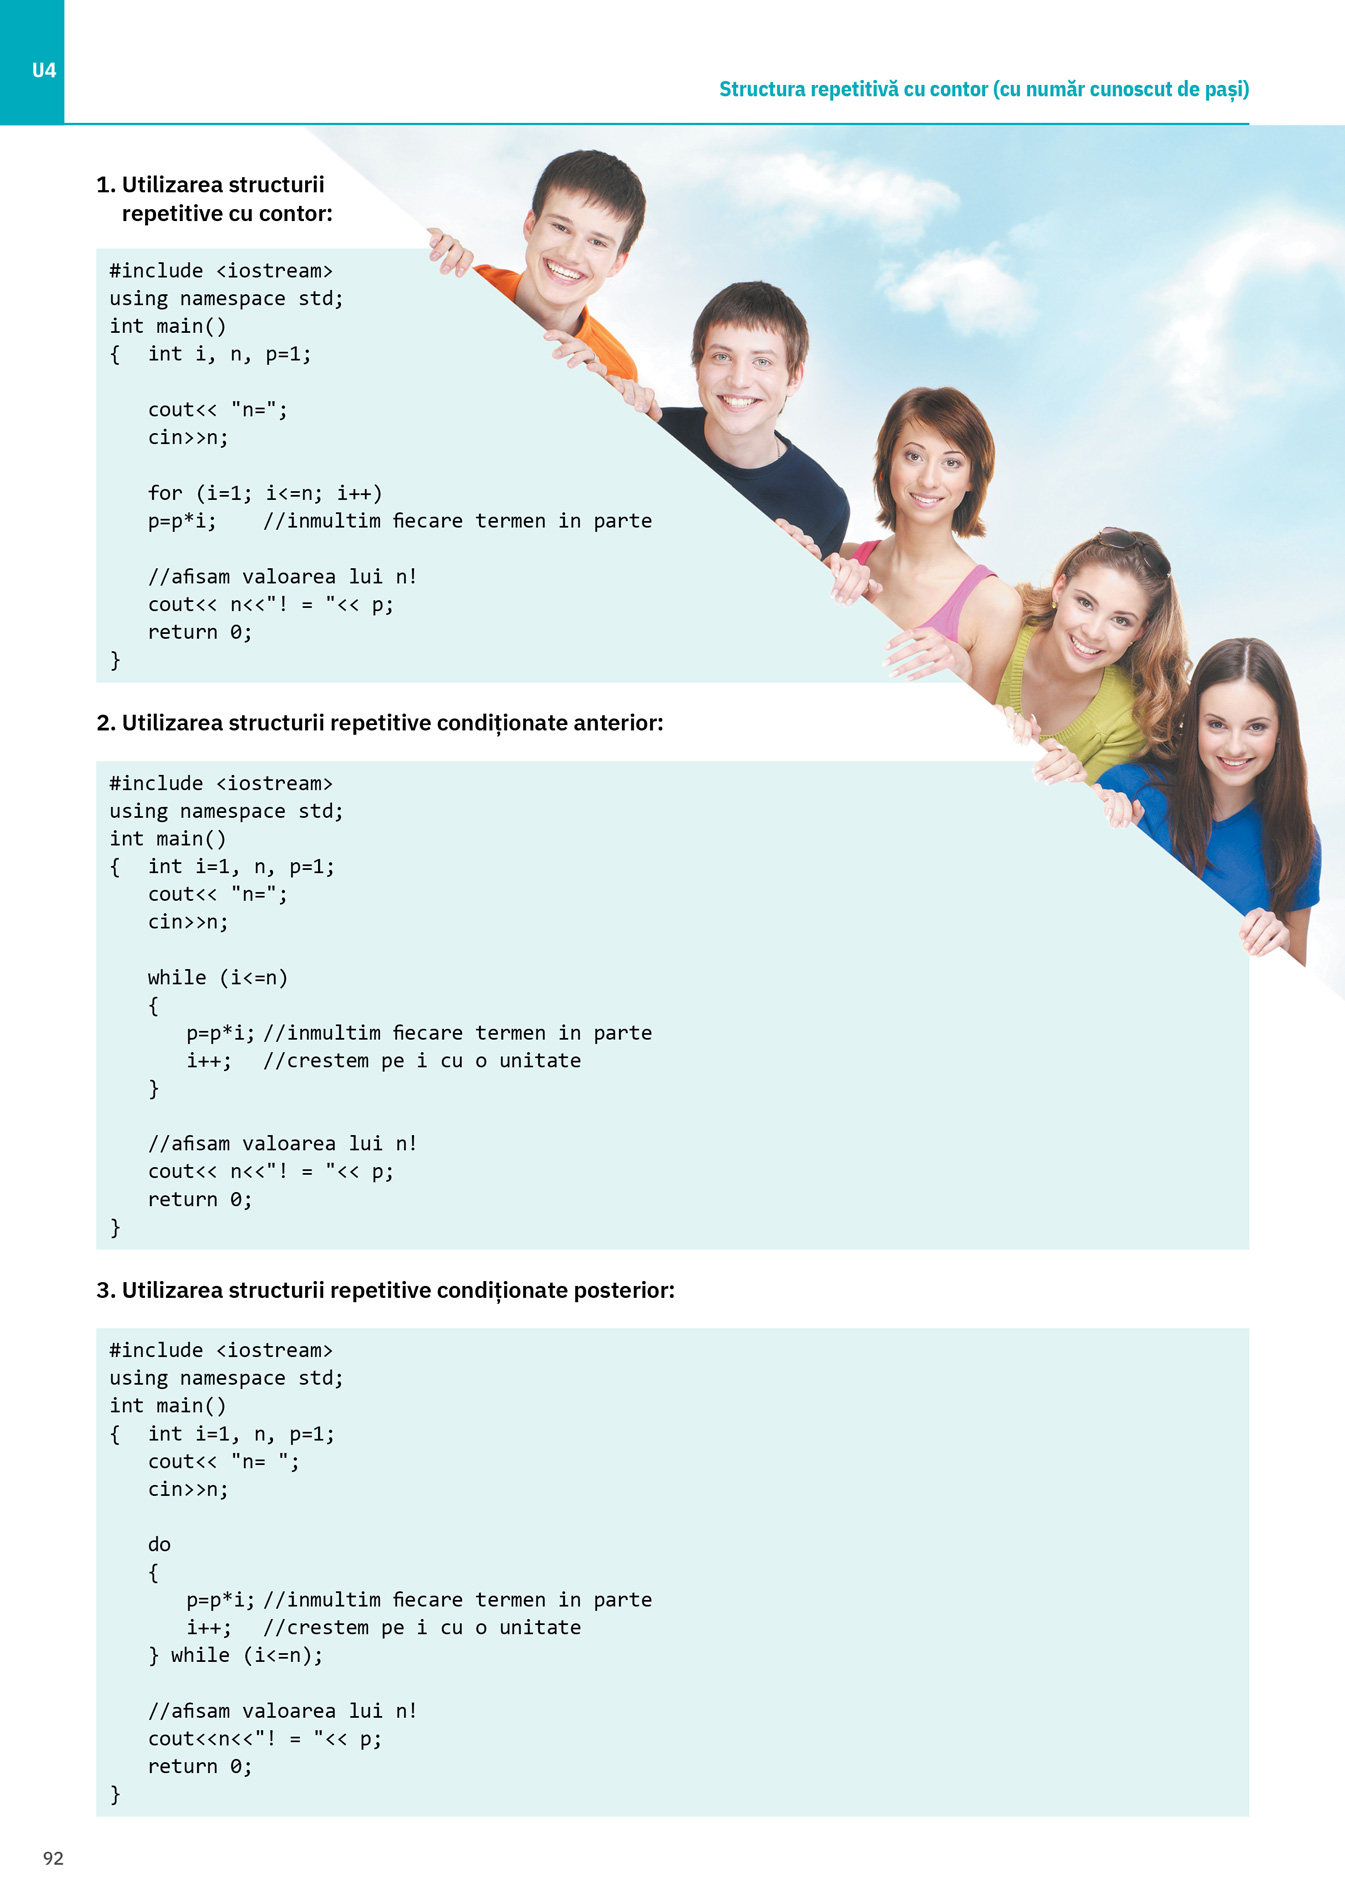 U4
Structura repetitivă cu contor (cu număr cunoscut de pași)
1. Utilizarea structurii
repetitive cu contor:
#include <iostream>
using namespace std;
int main()
{ int i, n, p=1;
cout<< "n=";
cin>>n;
for (i=1; i<=n; i++)
p=p*i; //inmultim fiecare termen in parte
//afisam valoarea lui n!
cout<< n<<"! = "<< p;
return 0;
}
2. Utilizarea structurii repetitive condiționate anterior:
#include <iostream>
using namespace std;
int main()
{ int i=1, n, p=1;
cout<< "n=";
cin>>n;
while (i<=n)
{
p=p*i; //inmultim fiecare termen in parte
i++; //crestem pe i cu o unitate
}
//afisam valoarea lui n!
cout<< n<<"! = "<< p;
return 0;
}
3. Utilizarea structurii repetitive condiționate posterior:
#include <iostream>
using namespace std;
int main()
{ int i=1, n, p=1;
cout<< "n= ";
cin>>n;
do
{
p=p*i; //inmultim fiecare termen in parte
i++; //crestem pe i cu o unitate
} while (i<=n);
//afisam valoarea lui n!
cout<<n<<"! = "<< p;
return 0;
}
92